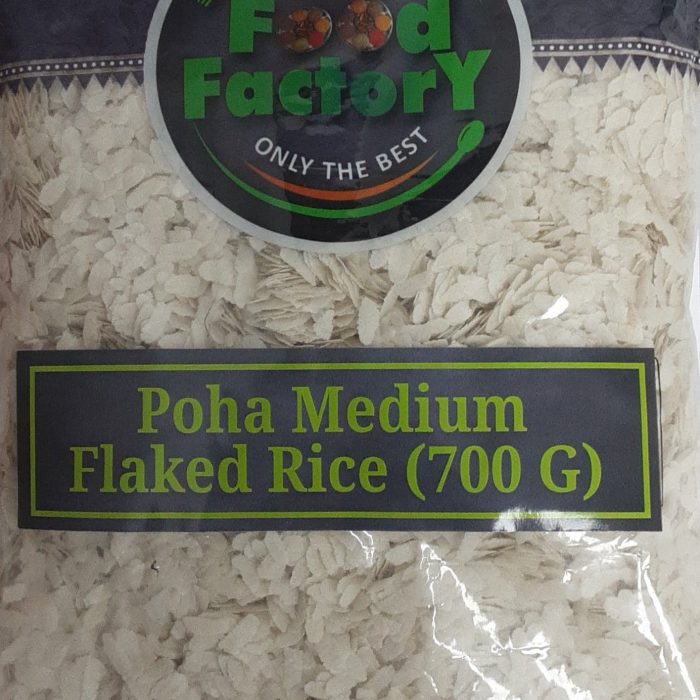 Food
Factory
ONLY THE BEST
Poha Medium
Flaked Rice (700 G)